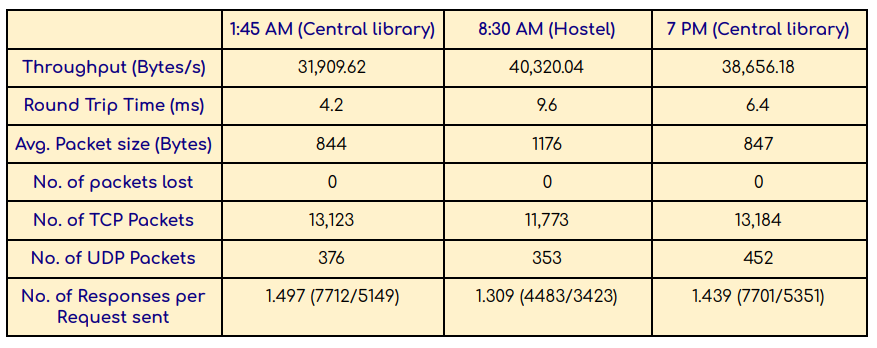 1:45 AM (Central library) 8:30 AM (Hostel) 7 PM (Central library)
Throughput (Bytes/s) 31,909.62 40,320.04 38,656.18
Round Trip Time (ms) 4.2 9.6 6.4
Avg. Packet size (Bytes) 844 1176 847
No. of packets lost 0 0 0
No. of TCP Packets 13,123 11,773 13,184
No. of UDP Packets 376 353 452
No. of Responses per
Request sent 1.497 (7712/5149) 1.309 (4483/3423) 1.439 (7701/5351)